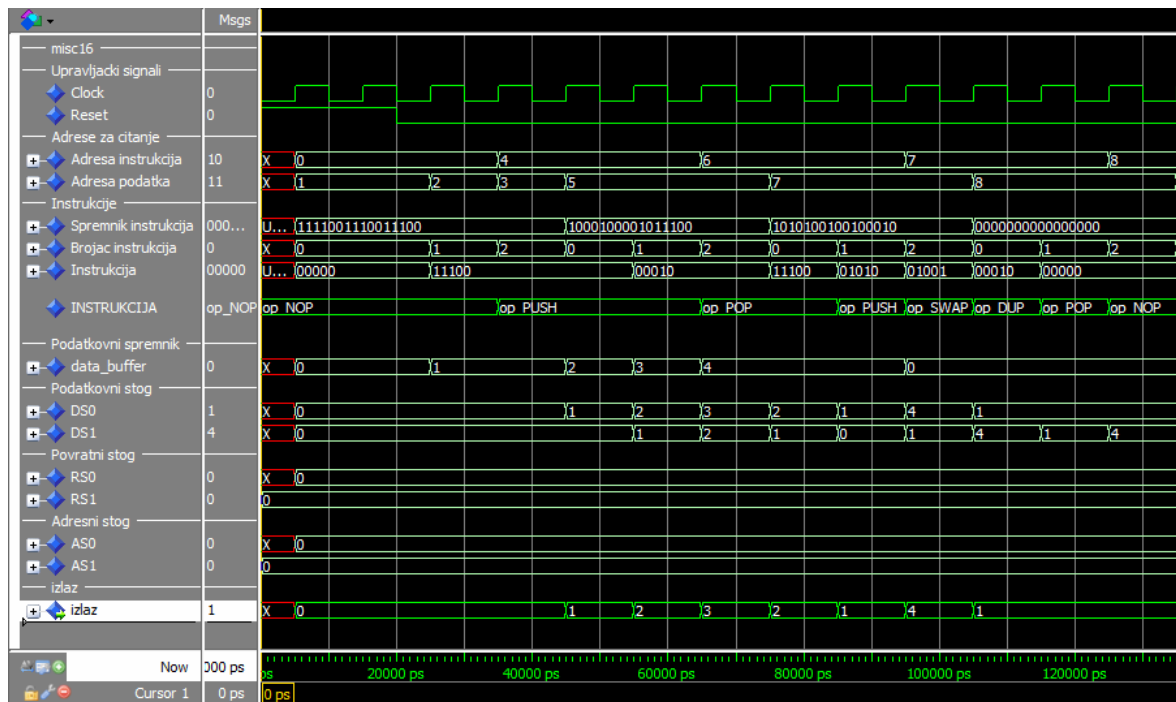 Msgs
misc16
Upravljacki signali
Clock 0
Reset 0
Adrese za citanje
Adresa instrukcija 10 X 0 4 6 7 8
Adresa podatka 11 X 1 2 3 5 7 8
Instrukcije
Spremnik instrukcija 000... U... 1111001110011100 1000100001011100 1010100100100010 0000000000000000
Brojac instrukcija 0 X 0 1 2 0 1 2 0 1 2 0 1 2
Instrukcija 00000 U... 00000 11100 00010 11100 01010 01001 00010 00000
INSTRUKCIJA op_NOP op_NOP op_PUSH op_POP op_PUSH op_SWAP op_DUP op_POP op_NOP
Podatkovni spremnik
data_buffer 0 X 0 1 2 3 4 0
Podatkovni stog
DS0 1 X 0 1 2 3 2 1 4 1
DS1 4 X 0 1 2 1 0 1 4 1 4
Povratni stog
RS0 0 X 0
RS1 0 0
Adresni stog
AS0 0 X 0
AS1 0 0
izlaz
izlaz 1 X 0 1 2 3 2 1 4 1
Now 000 ps ps 20000 ps 40000 ps 60000 ps 80000 ps 100000 ps 120000 ps
Cursor 1 0 ps 0 ps